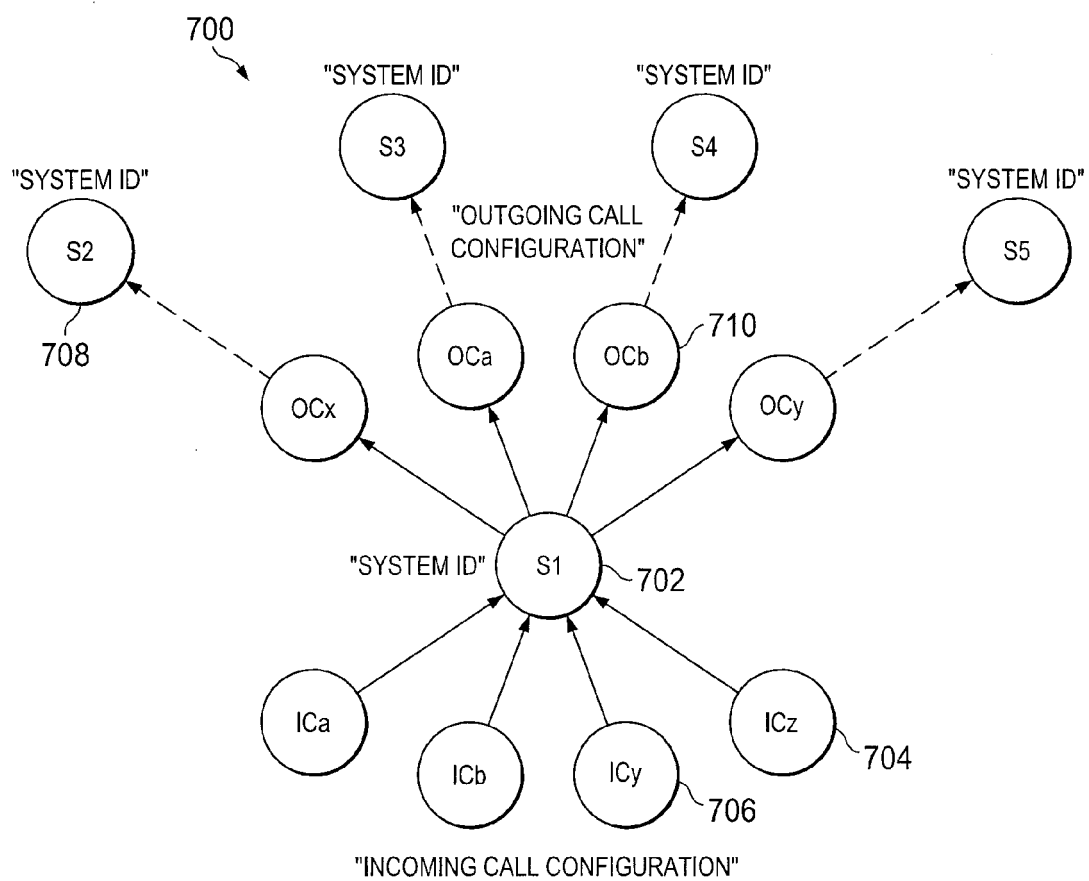 700
"SYSTEM ID"
"SYSTEM ID"
S3
S4
"SYSTEM ID"
"SYSTEM ID"
"OUTGOING CALL
CONFIGURATION"
S2
S5
708
710
OCa
OCb
OCx
OCy
"SYSTEM ID"
S1
702
ICa
ICz
704
ICb
ICy
706
"INCOMING CALL CONFIGURATION"